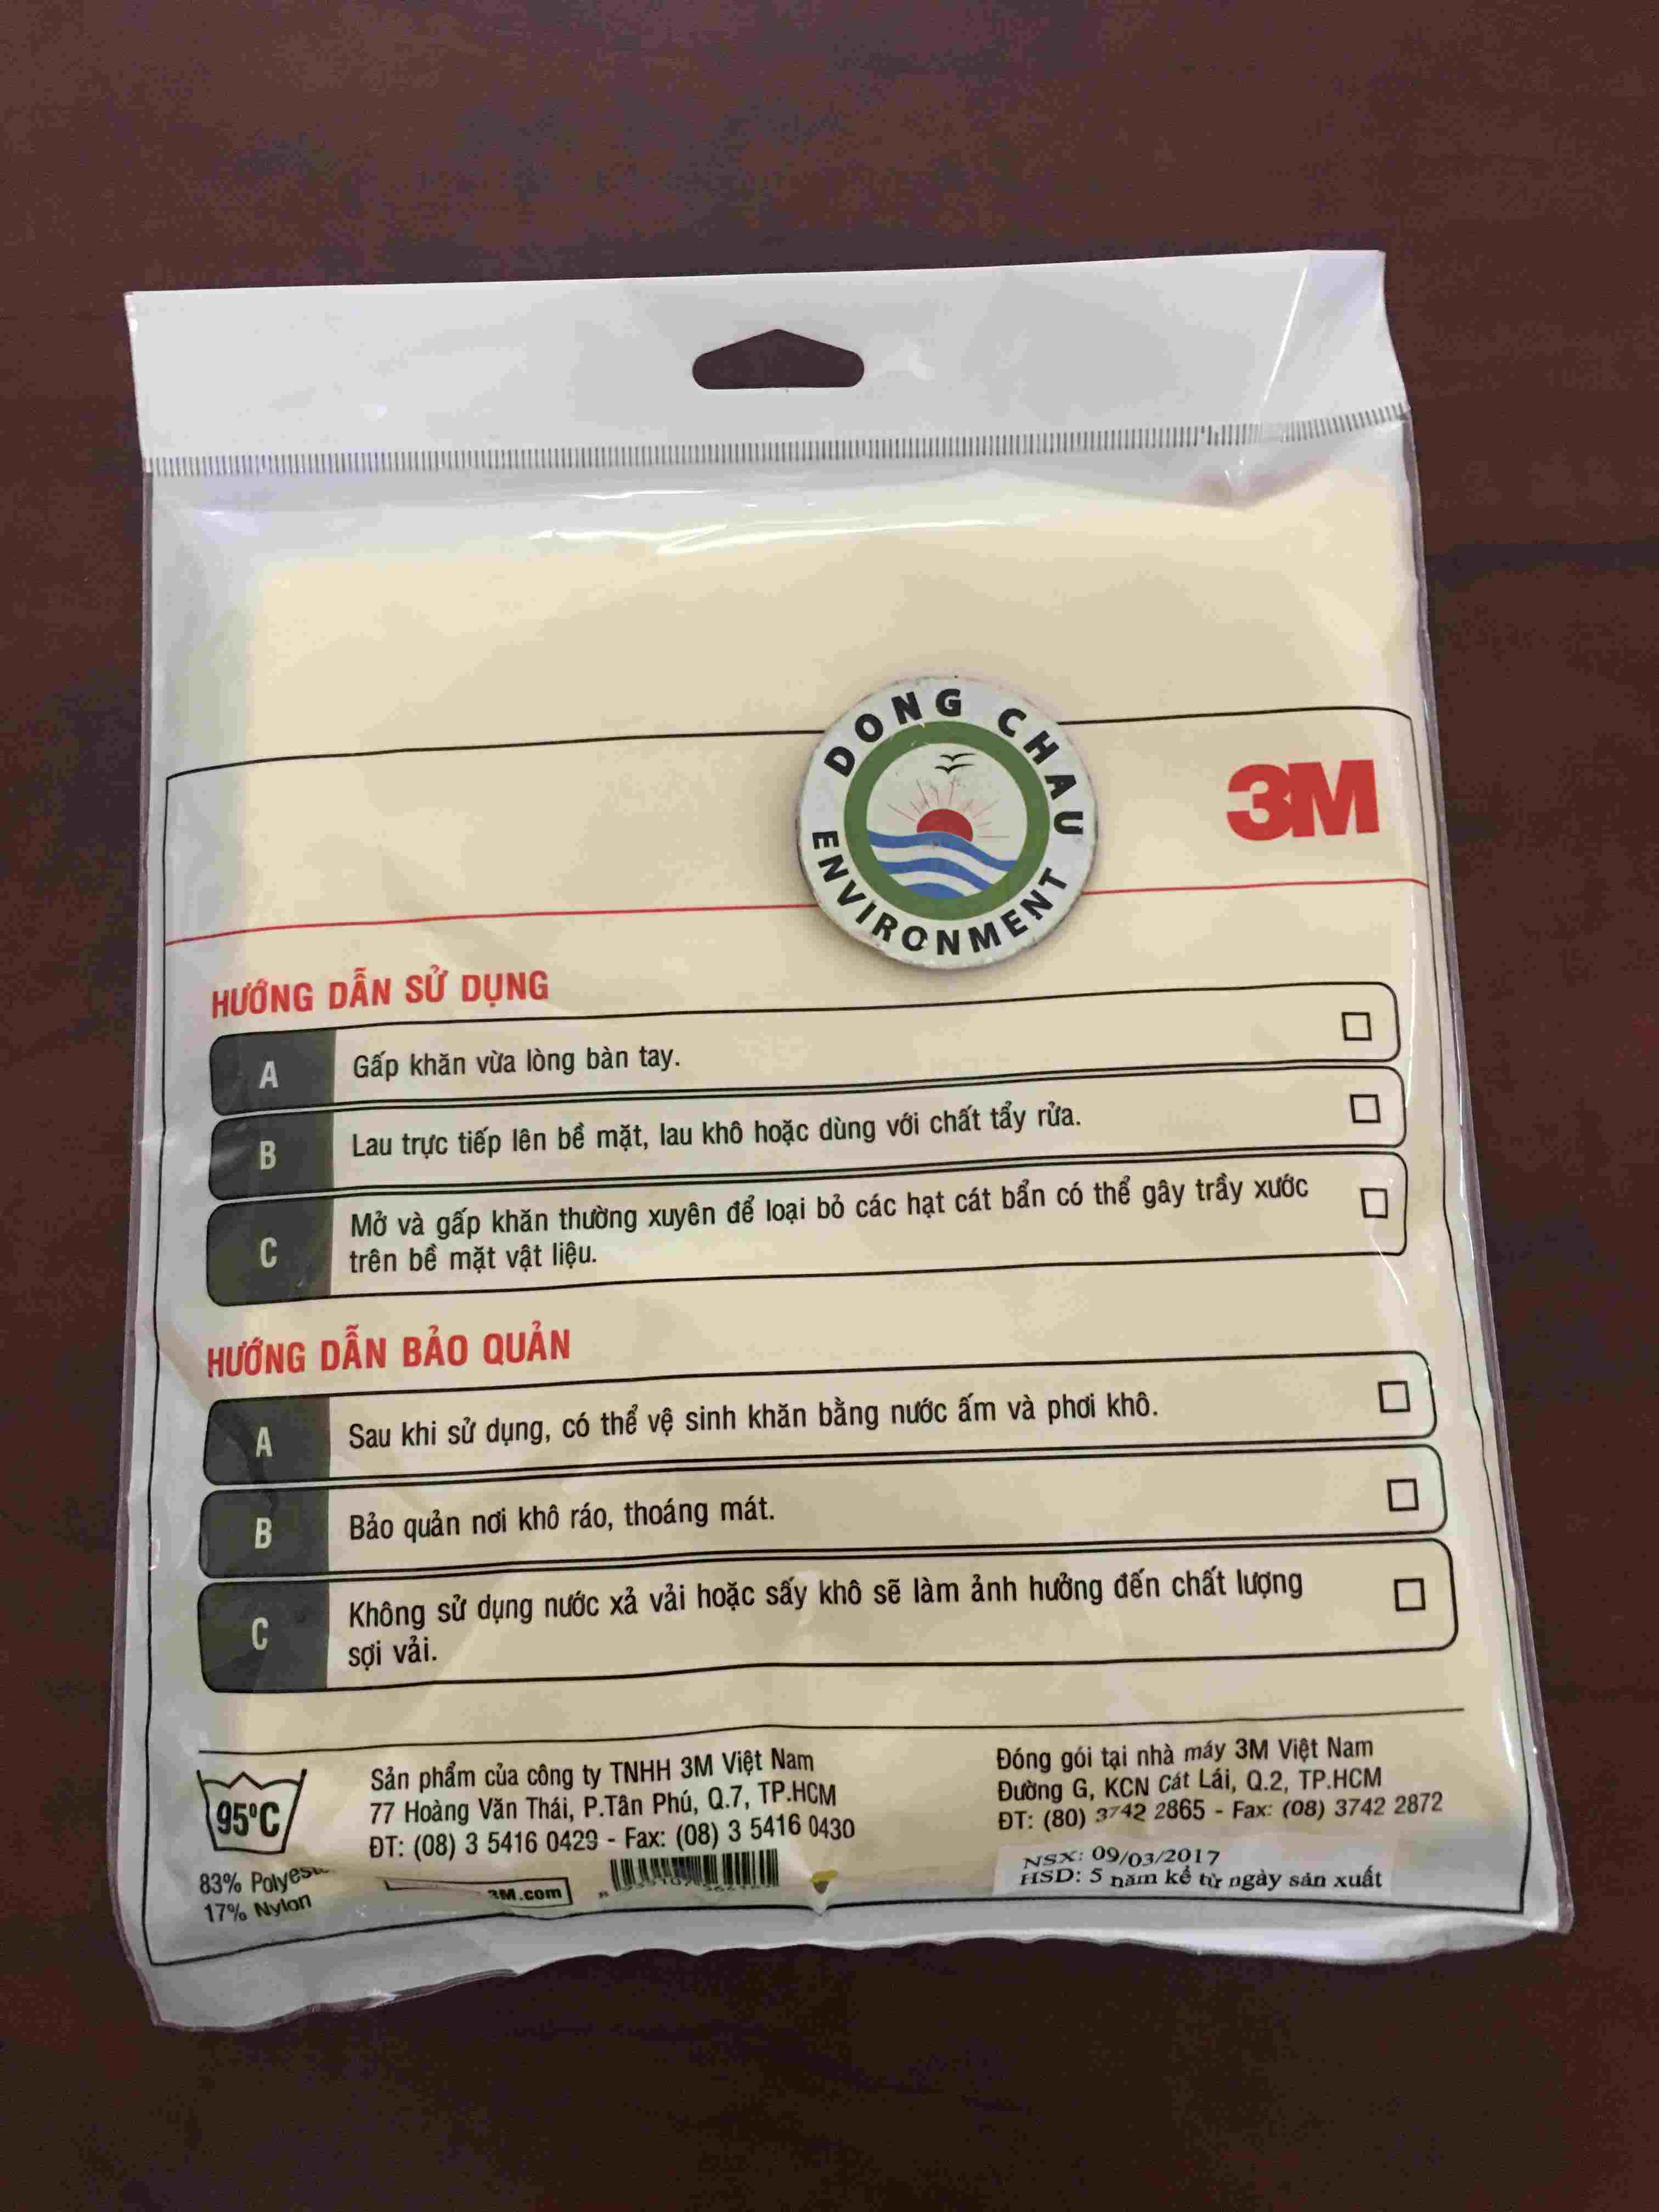 DONG CHAU
ENVIRONMENT
3M
HƯỚNG DẪN SỬ DỤNG
A
Gấp khăn vừa lòng bàn tay.
B
Lau trực tiếp lên bề mặt, lau khô hoặc dùng với chất tẩy rửa.
C
Mở và gấp khăn thường xuyên để loại bỏ các hạt cát bẩn có thể gây trầy xước
trên bề mặt vật liệu.
HƯỚNG DẪN BẢO QUẢN
A
Sau khi sử dụng, có thể vệ sinh khăn bằng nước ấm và phơi khô.
B
Bảo quản nơi khô ráo, thoáng mát.
C
Không sử dụng nước xả vải hoặc sấy khô sẽ làm ảnh hưởng đến chất lượng
sợi vải.
95°C
83% Polyes
17% Nylon
Sản phẩm của công ty TNHH 3M Việt Nam
77 Hoàng Văn Thái, P.Tân Phú, Q.7, TP.HCM
ĐT: (08) 3 5416 0429 - Fax: (08) 3 5416 0430
3M.com
Đóng gói tại nhà máy 3M Việt Nam
Đường G, KCN Cát Lái, Q.2, TP.HCM
ĐT: (80) 3742 2865 - Fax: (08) 3742 2872
NSX: 09/03/2017
HSD: 5 năm kể từ ngày sản xuất